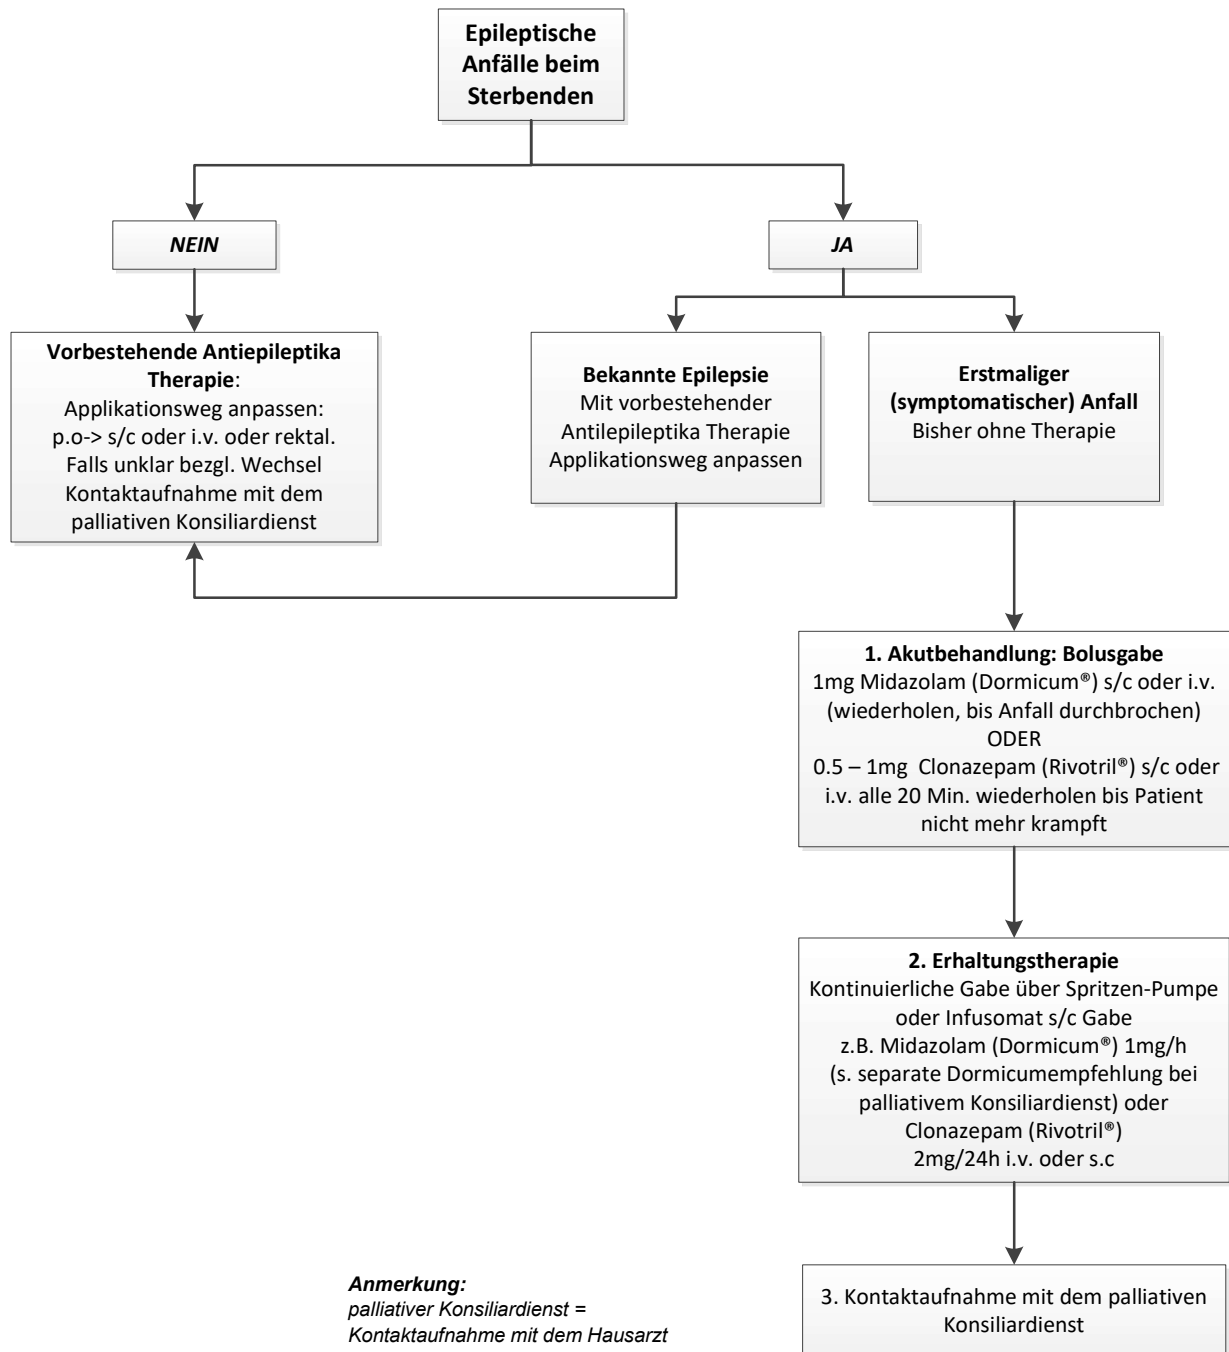 Epileptische
Anfälle beim
Sterbenden
NEIN
JA
Vorbestehende Antiepileptika
Therapie:
Applikationsweg anpassen:
p.o-> s/c oder i.v. oder rektal.
Falls unklar bezgl. Wechsel
Kontaktaufnahme mit dem
palliativen Konsiliardienst
Bekannte Epilepsie
Mit vorbestehender
Antilepileptika Therapie
Applikationsweg anpassen
Erstmaliger
(symptomatischer) Anfall
Bisher ohne Therapie
1. Akutbehandlung: Bolusgabe
1mg Midazolam (Dormicum®) s/c oder i.v.
(wiederholen, bis Anfall durchbrochen)
ODER
0.5 – 1mg Clonazepam (Rivotril®) s/c oder
i.v. alle 20 Min. wiederholen bis Patient
nicht mehr krampft
2. Erhaltungstherapie
Kontinuierliche Gabe über Spritzen-Pumpe
oder Infusomat s/c Gabe
z.B. Midazolam (Dormicum®) 1mg/h
(s. separate Dormicumempfehlung bei
palliativem Konsiliardienst) oder
Clonazepam (Rivotril®)
2mg/24h i.v. oder s.c
3. Kontaktaufnahme mit dem palliativen
Konsiliardienst
Anmerkung:
palliativer Konsiliardienst =
Kontaktaufnahme mit dem Hausarzt